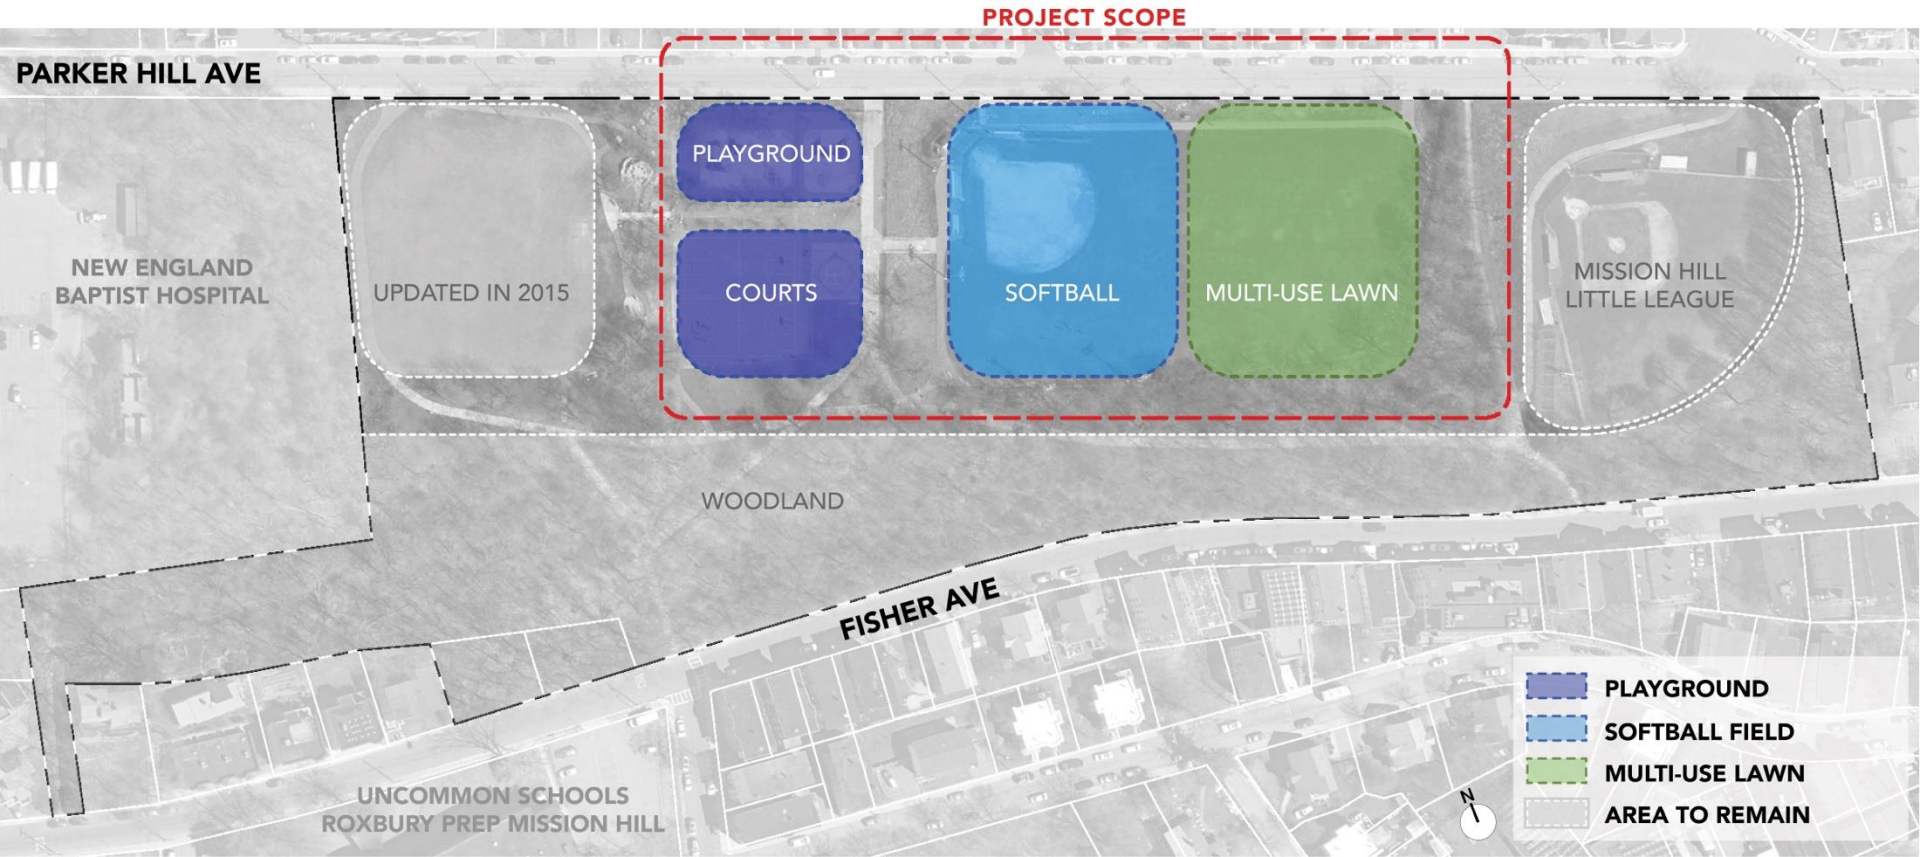 PROJECT SCOPE
PARKER HILL AVE
PLAYGROUND
NEW ENGLAND
BAPTIST HOSPITAL
UPDATED IN 2015
COURTS
SOFTBALL
MULTI-USE LAWN
MISSION HILL
LITTLE LEAGUE
WOODLAND
FISHER AVE
UNCOMMON SCHOOLS
ROXBURY PREP MISSION HILL
N
PLAYGROUND
SOFTBALL FIELD
MULTI-USE LAWN
AREA TO REMAIN